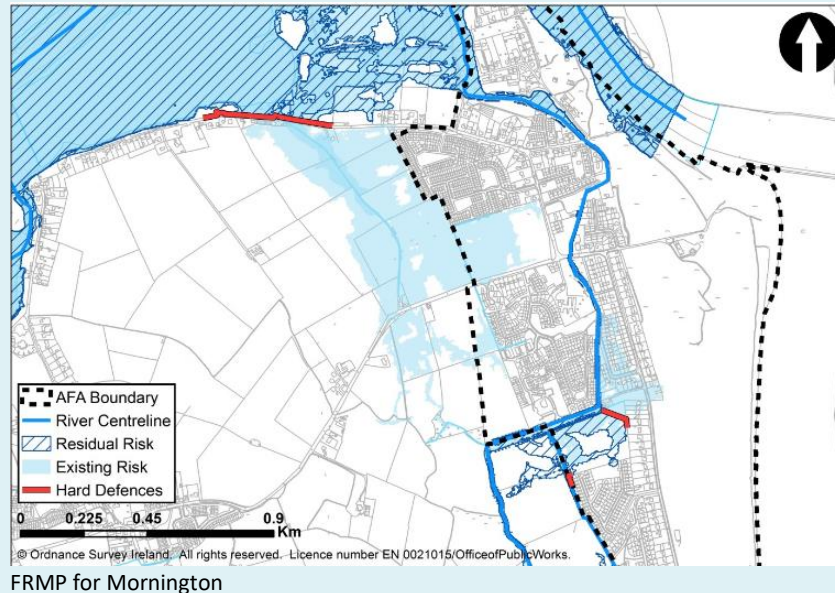 AFA Boundary
River Centreline
Residual Risk
Existing Risk
Hard Defences
0 0.225 0.45 0.9
Km
© Ordnance Survey Ireland. All rights reserved. Licence number EN 0021015/OfficeofPublicWorks.
FRMP for Mornington